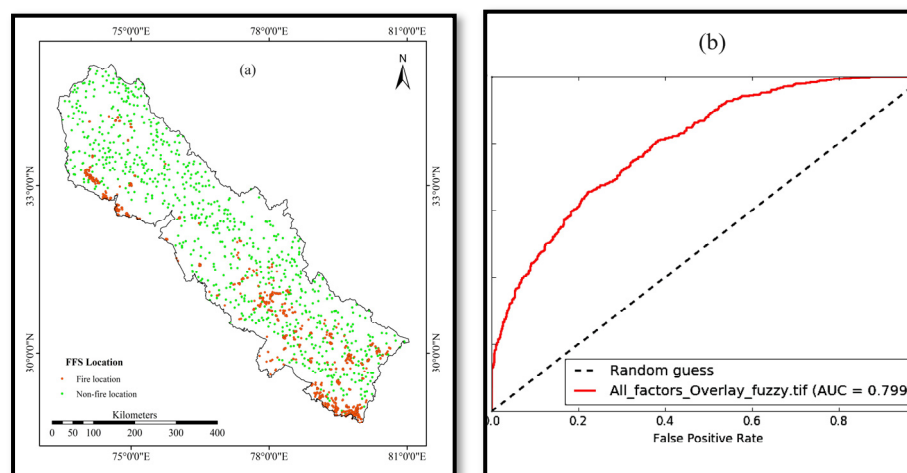 75°0'0"E 78°0'0"E 81°0'0"E
(a)
N
33°0'0"N
33°0'0"N
30°0'0"N
30°0'0"N
FFS Location
Fire location
Non-fire location
Kilometers
0 50 100 200 300 400
75°0'0"E 78°0'0"E 81°0'0"E
(b)
Random guess
All_factors_Overlay_fuzzy.tif (AUC = 0.799
.0 0.2 0.4 0.6 0.8
False Positive Rate